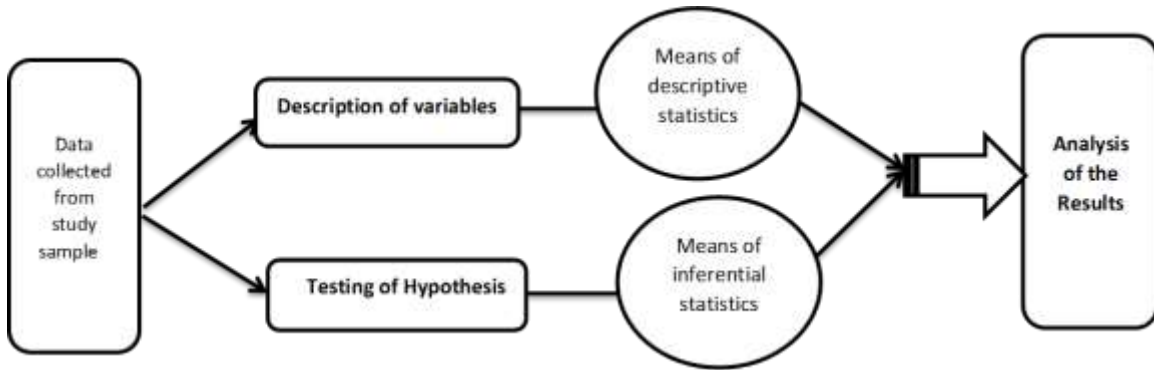 Data
collected
from
study
sample
Description of variables
Means of
descriptive
statistics
Testing of Hypothesis
Means of
inferential
statistics
Analysis
of the
Results